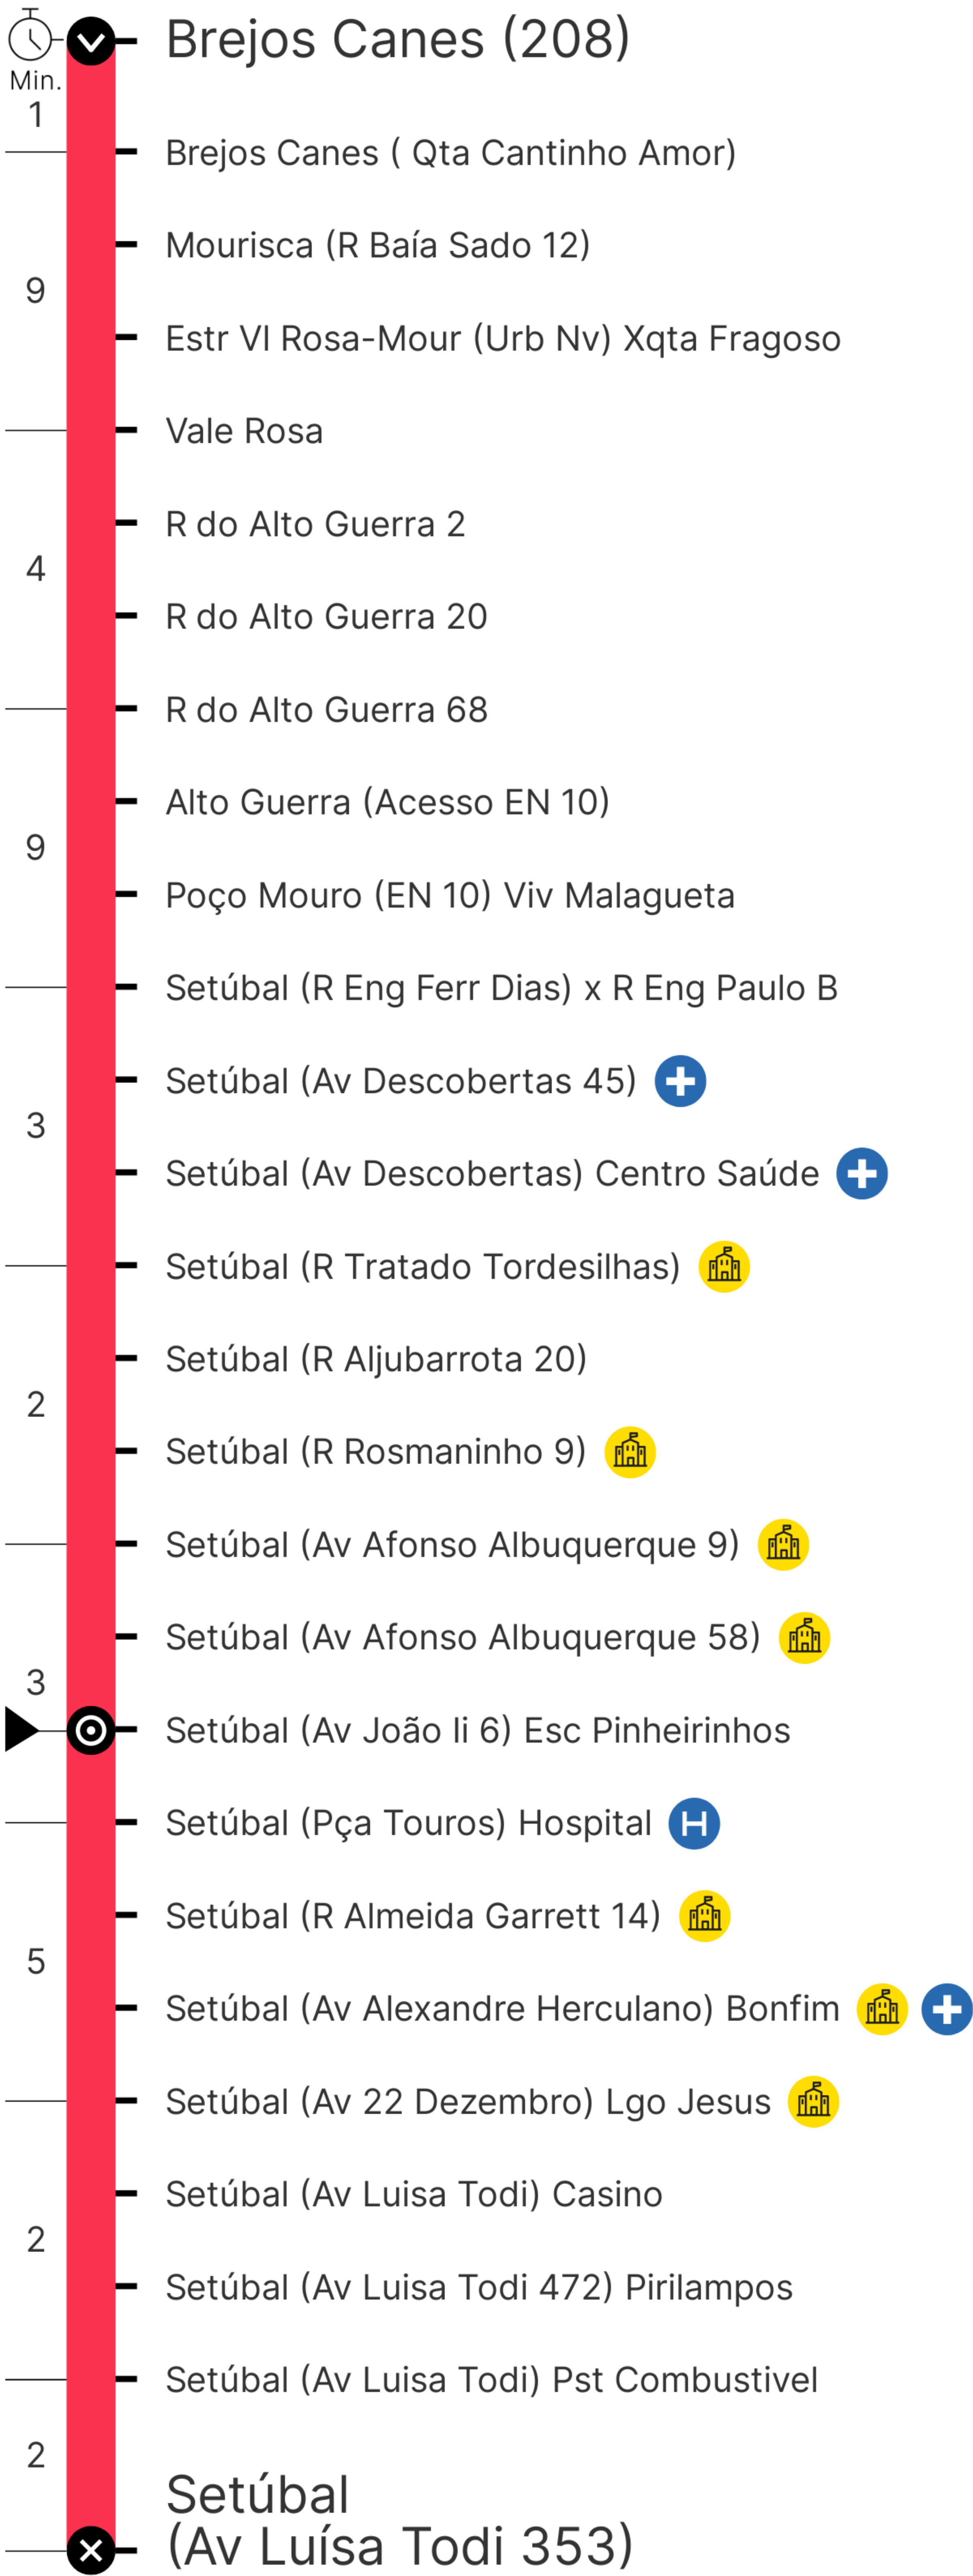 Brejos Canes (208)
Min.
1
Brejos Canes ( Qta Cantinho Amor)
Mourisca (R Baía Sado 12)
9
Estr Vl Rosa-Mour (Urb Nv) Xqta Fragoso
Vale Rosa
R do Alto Guerra 2
4
R do Alto Guerra 20
R do Alto Guerra 68
Alto Guerra (Acesso EN 10)
9
Poço Mouro (EN 10) Viv Malagueta
Setúbal (R Eng Ferr Dias) x R Eng Paulo B
Setúbal (Av Descobertas 45)
3
Setúbal (Av Descobertas) Centro Saúde
Setúbal (R Tratado Tordesilhas)
Setúbal (R Aljubarrota 20)
2
Setúbal (R Rosmaninho 9)
Setúbal (Av Afonso Albuquerque 9)
Setúbal (Av Afonso Albuquerque 58)
3
Setúbal (Av João Ii 6) Esc Pinheirinhos
Setúbal (Pça Touros) Hospital H
Setúbal (R Almeida Garrett 14)
5
Setúbal (Av Alexandre Herculano) Bonfim
Setúbal (Av 22 Dezembro) Lgo Jesus
Setúbal (Av Luisa Todi) Casino
2
Setúbal (Av Luisa Todi 472) Pirilampos
Setúbal (Av Luisa Todi) Pst Combustivel
2
Setúbal
(Av Luísa Todi 353)